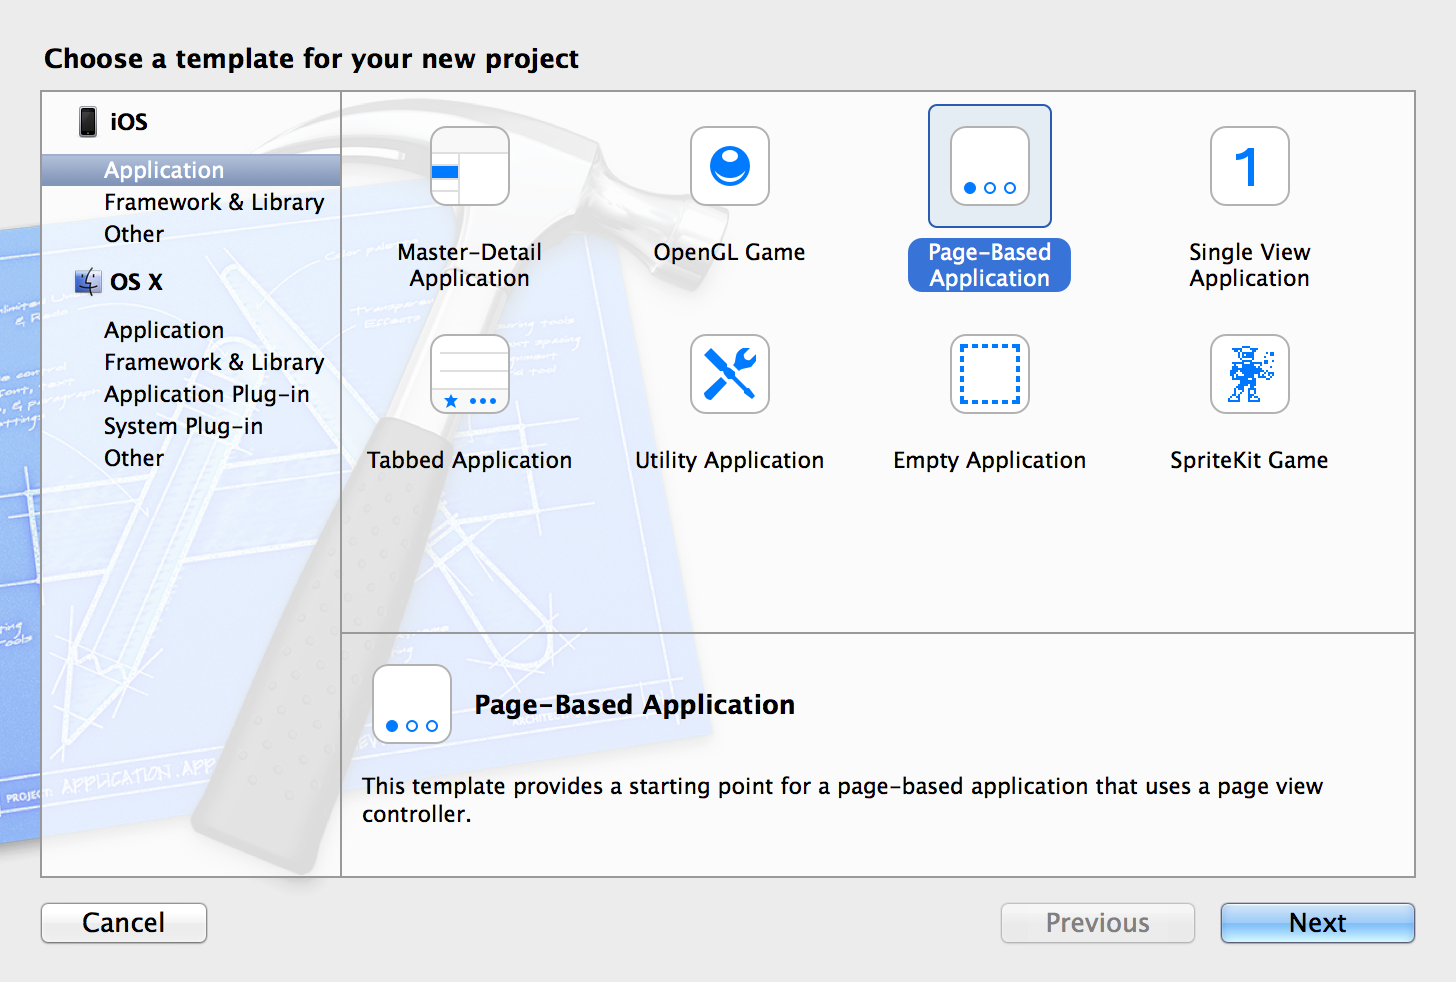 Choose a template for your new project
iOS
Application
Framework & Library
Other
OS X
Application
Framework & Library
Application Plug-in
System Plug-in
Other
Master-Detail
Application
OpenGL Game
Page-Based
Application
1
Single View
Application
Tabbed Application
Utility Application
Empty Application
SpriteKit Game
Page-Based Application
This template provides a starting point for a page-based application that uses a page view
controller.
PROJECT: APPLICATION.APP
Cancel
Previous
Next